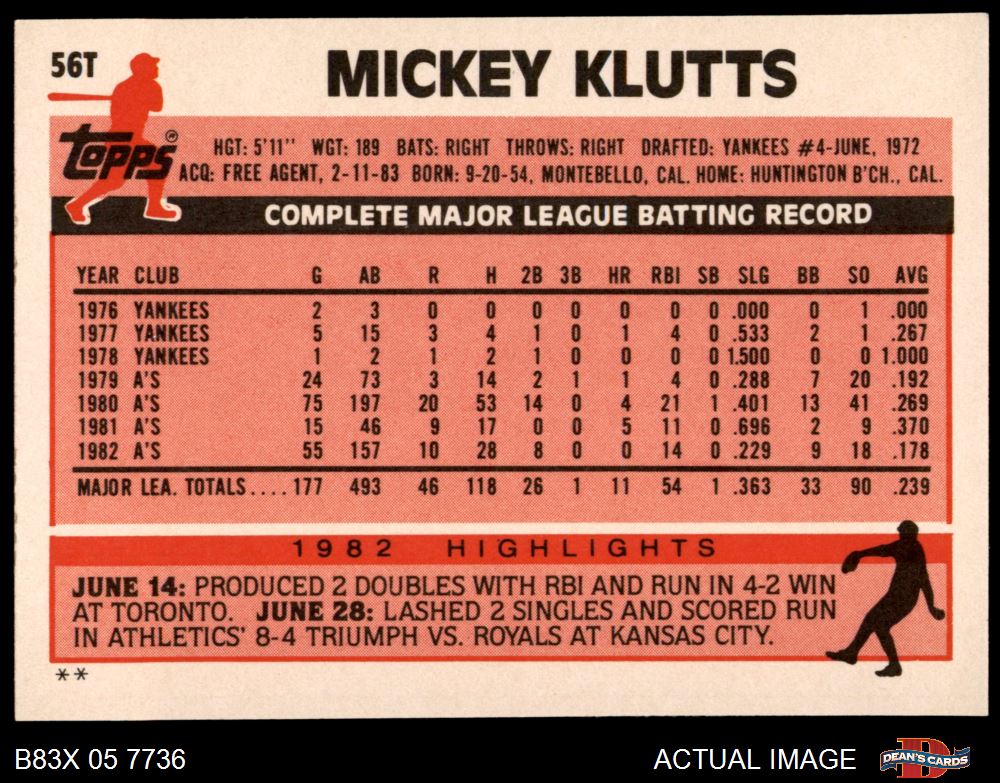 56T
MICKEY KLUTTS
TOPPS ®
HGT: 5'11'' WGT: 189 BATS: RIGHT THROWS: RIGHT DRAFTED: YANKEES #4-JUNE, 1972
ACQ: FREE AGENT, 2-11-83 BORN: 9-20-54, MONTEBELLO, CAL. HOME: HUNTINGTON B'CH., CAL.
COMPLETE MAJOR LEAGUE BATTING RECORD
YEAR CLUB G AB R H 2B 3B HR RBI SB SLG BB SO AVG
1976 YANKEES 2 3 0 0 0 0 0 0 0 .000 0 1 .000
1977 YANKEES 5 15 3 4 1 0 1 4 0 .533 2 1 .267
1978 YANKEES 1 2 1 2 1 0 0 0 0 1.500 0 0 1.000
1979 A'S 24 73 3 14 2 1 1 4 0 .288 7 20 .192
1980 A'S 75 197 20 53 14 0 4 21 1 .401 13 41 .269
1981 A'S 15 46 9 17 0 0 5 11 0 .696 2 9 .370
1982 A'S 55 157 10 28 8 0 0 14 0 .229 9 18 .178
MAJOR LEA. TOTALS.... 177 493 46 118 26 1 11 54 1 .363 33 90 .239
1982 HIGHLIGHTS
JUNE 14: PRODUCED 2 DOUBLES WITH RBI AND RUN IN 4-2 WIN
AT TORONTO. JUNE 28: LASHED 2 SINGLES AND SCORED RUN
IN ATHLETICS' 8-4 TRIUMPH VS. ROYALS AT KANSAS CITY.
**
B83X 05 7736 ACTUAL IMAGE D DEAN'S CARDS